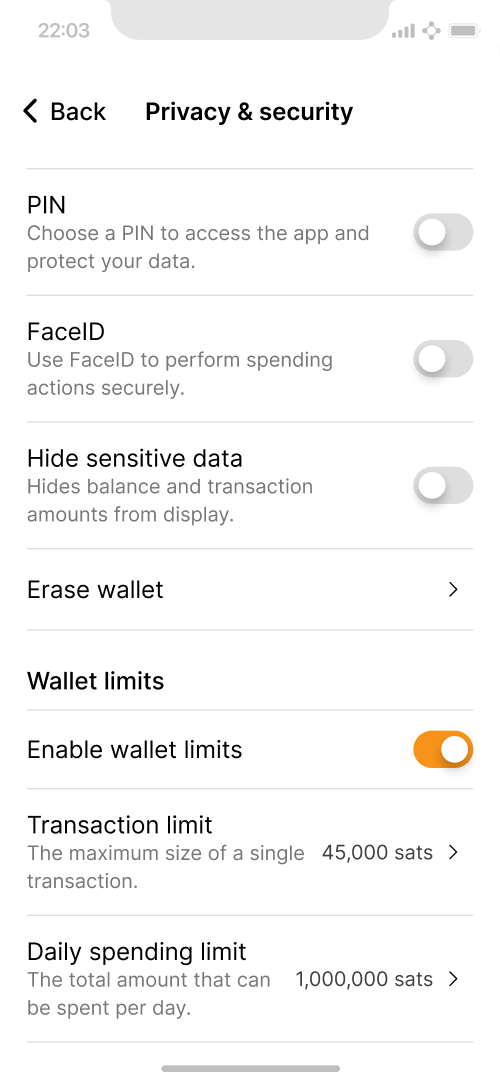 22:03
Back Privacy & security
PIN
Choose a PIN to access the app and
protect your data.
FaceID
Use FaceID to perform spending
actions securely.
Hide sensitive data
Hides balance and transaction
amounts from display.
Erase wallet
Wallet limits
Enable wallet limits
Transaction limit
The maximum size of a single 45,000 sats
transaction.
Daily spending limit
The total amount that can 1,000,000 sats
be spent per day.